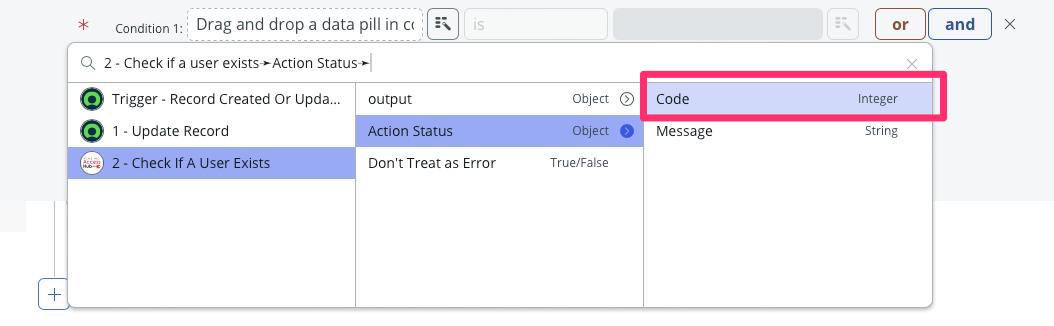 * Condition 1: Drag and drop a data pill in co is or and
2 - Check if a user exists➛Action Status➛
Trigger - Record Created Or Upda... output Object Code Integer
1 - Update Record Action Status Object Message String
2 - Check If A User Exists Don't Treat as Error True/False